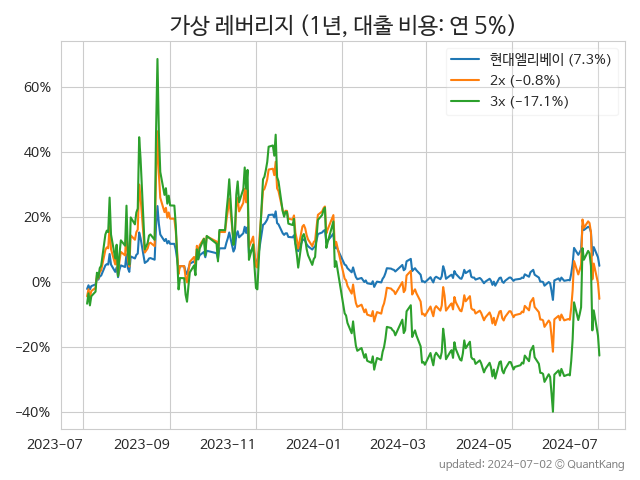 가상 레버리지 (1년, 대출 비용: 연 5%)
현대엘리베이 (7.3%)
2x (−0.8%)
3x (−17.1%)
60%
40%
20%
0%
−20%
−40%
2023-07 2023-09 2023-11 2024-01 2024-03 2024-05 2024-07
updated: 2024-07-02 © QuantKang